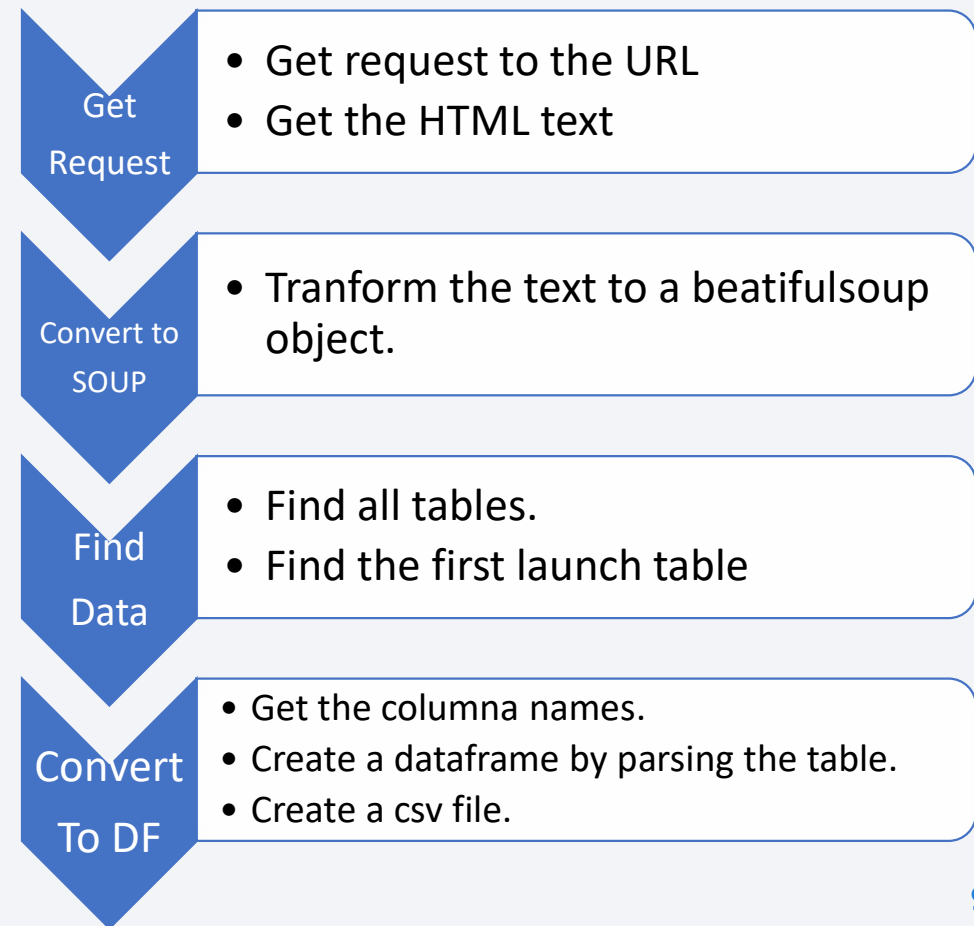 Get
Request
• Get request to the URL
• Get the HTML text
Convert to
SOUP
• Tranform the text to a beatifulsoup
object.
Find
Data
• Find all tables.
• Find the first launch table
Convert
To DF
• Get the columna names.
• Create a dataframe by parsing the table.
• Create a csv file.